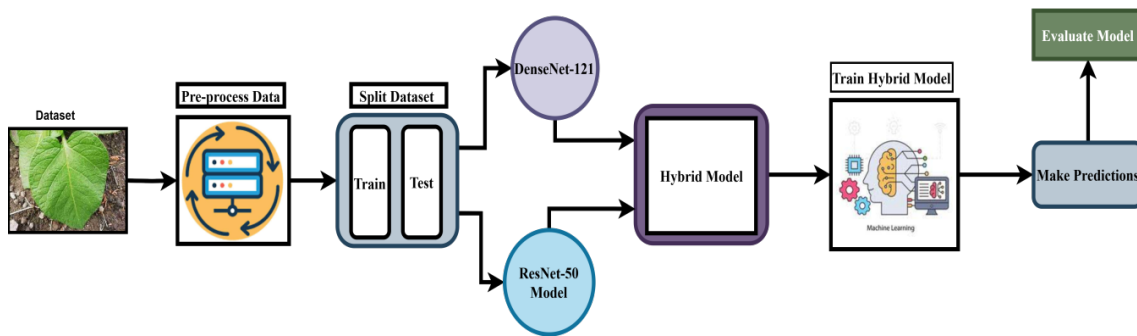 Dataset
Pre-process Data
Split Dataset
Train
Test
DenseNet-121
ResNet-50
Model
Hybrid Model
Train Hybrid Model
Machine Learning
Make Predictions
Evaluate Model